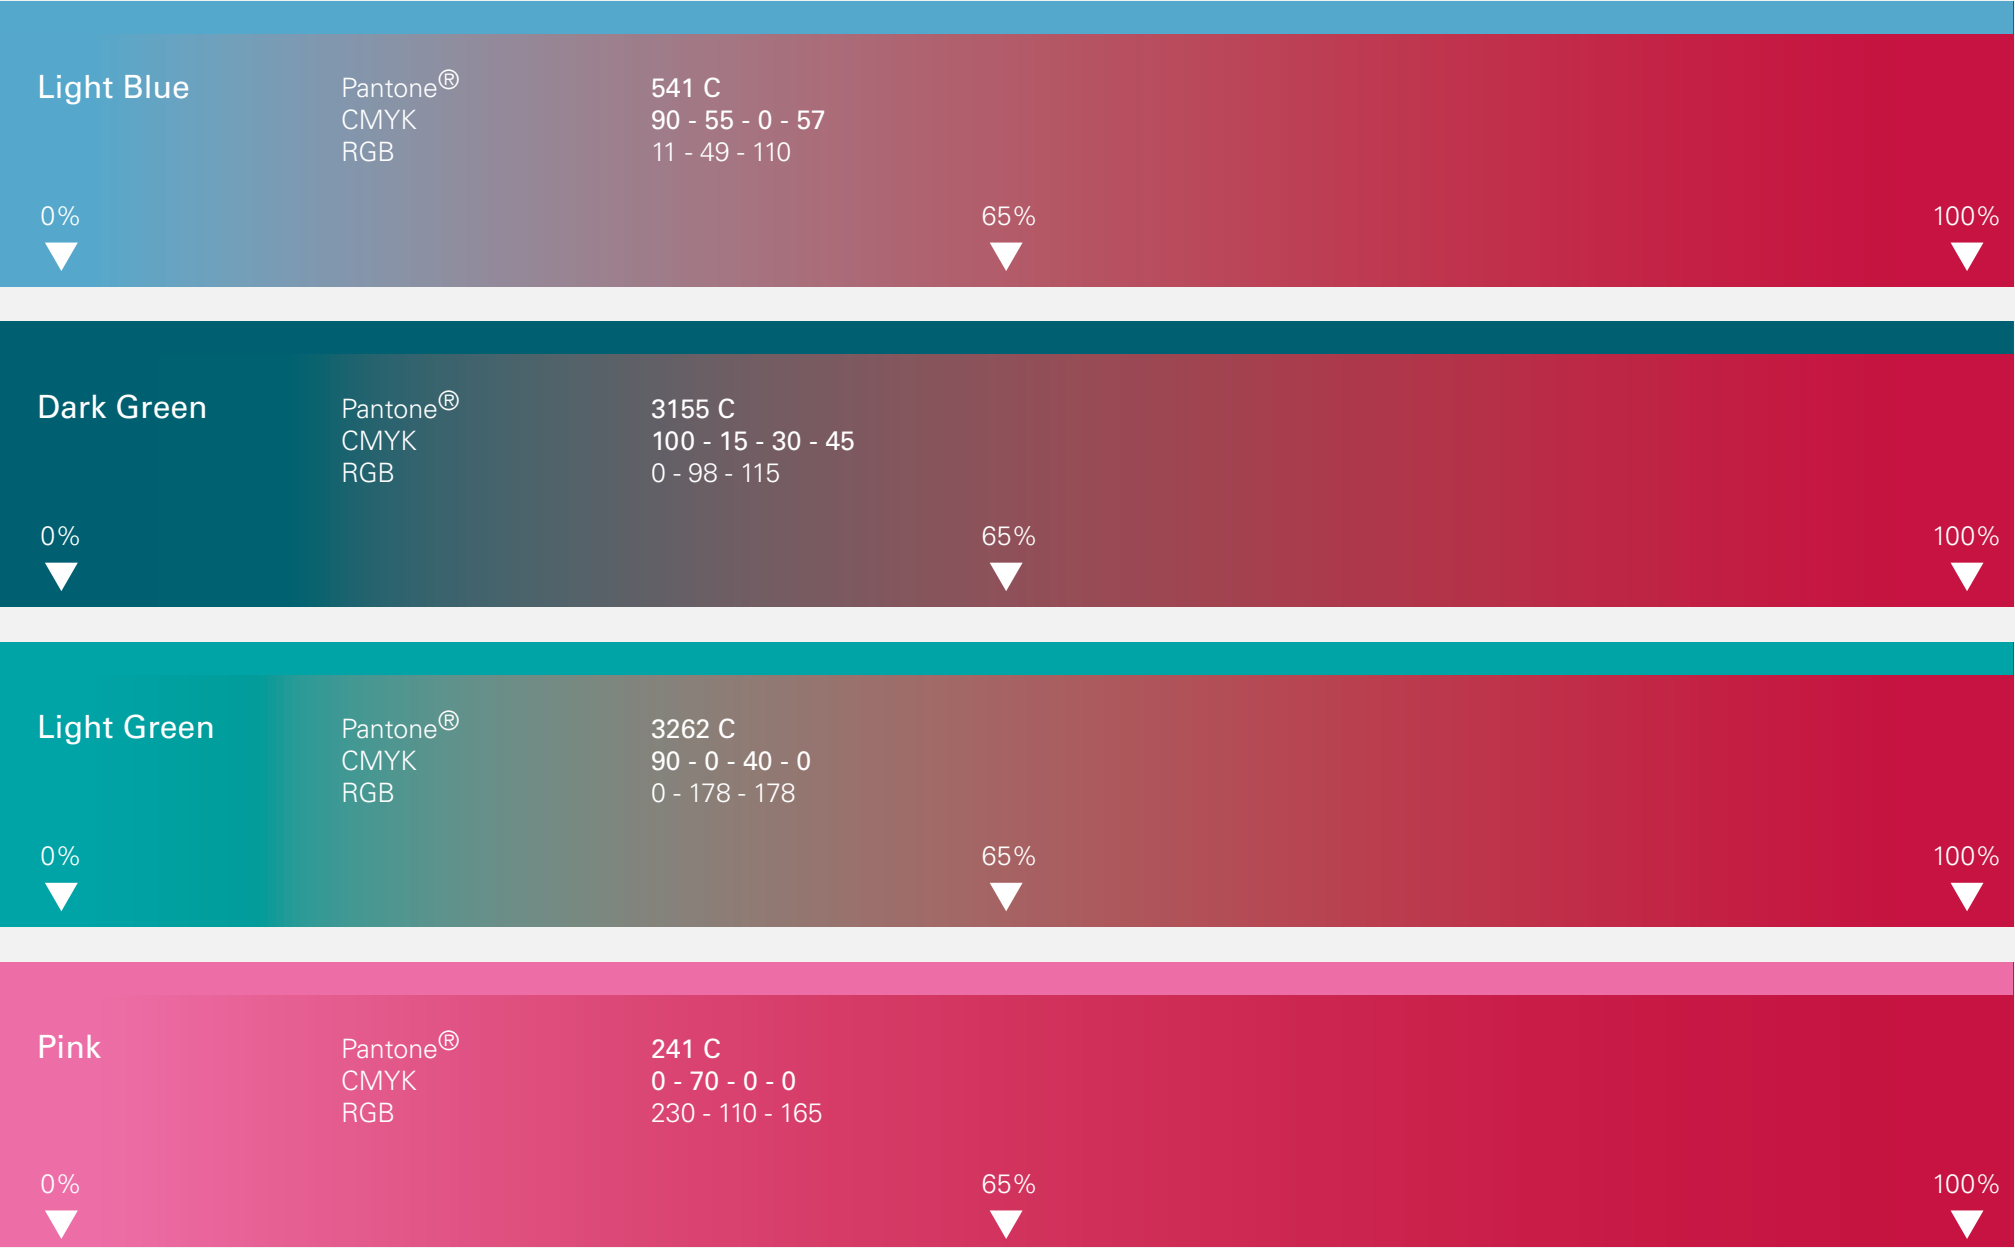 Light Blue Pantone® 541 C
CMYK 90 - 55 - 0 - 57
RGB 11 - 49 - 110
0% 65% 100%
Dark Green Pantone® 3155 C
CMYK 100 - 15 - 30 - 45
RGB 0 - 98 - 115
0% 65% 100%
Light Green Pantone® 3262 C
CMYK 90 - 0 - 40 - 0
RGB 0 - 178 - 178
0% 65% 100%
Pink Pantone® 241 C
CMYK 0 - 70 - 0 - 0
RGB 230 - 110 - 165
0% 65% 100%